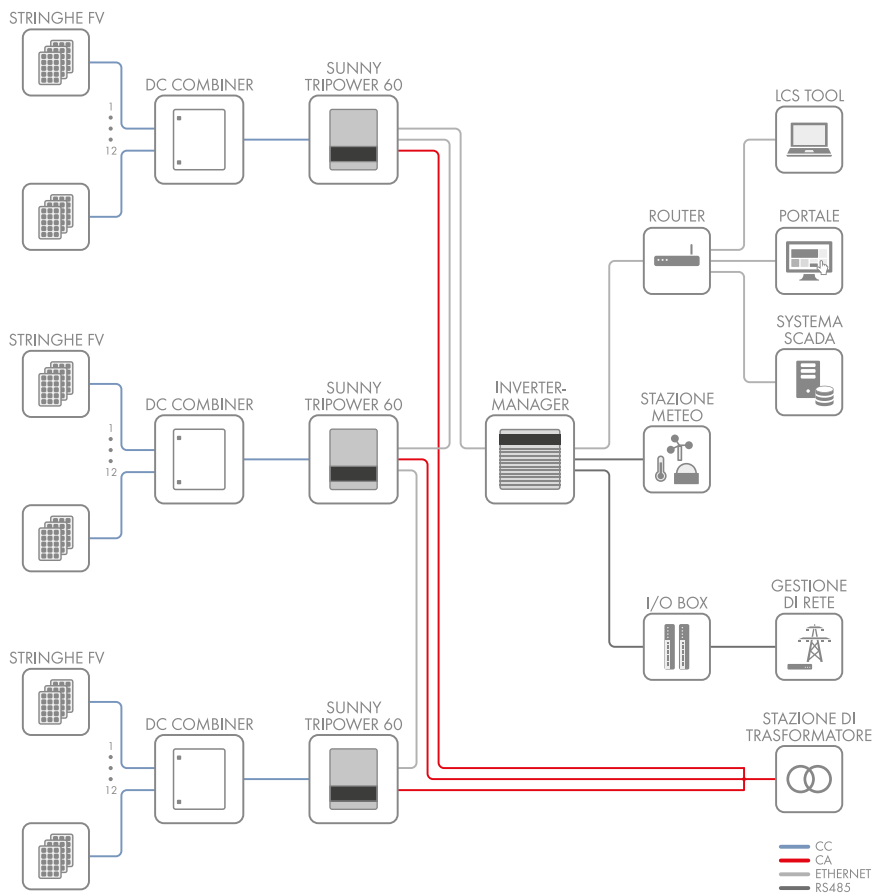 STRINGHE FV
DC COMBINER
SUNNY
TRIPOWER 60
1
12
LCS TOOL
ROUTER
PORTALE
SYSTEMA
SCADA
STRINGHE FV
DC COMBINER
SUNNY
TRIPOWER 60
1
12
INVERTER-
MANAGER
STAZIONE
METEO
I/O BOX
GESTIONE
DI RETE
STRINGHE FV
DC COMBINER
SUNNY
TRIPOWER 60
1
12
STAZIONE DI
TRASFORMATORE
CC
CA
ETHERNET
RS485